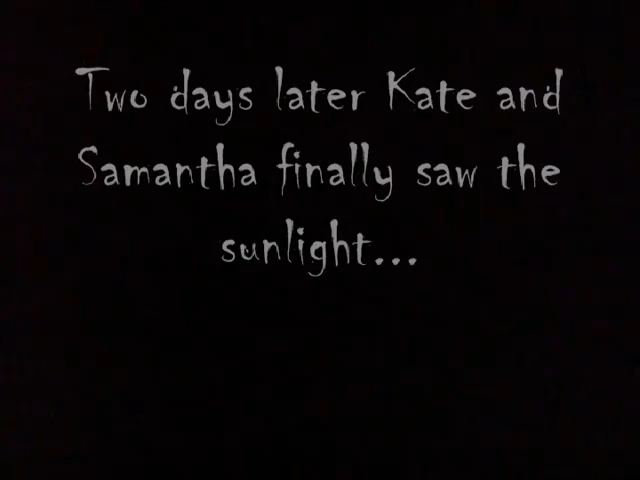 Two days later Kate and
Samantha finally saw the
sunlight...